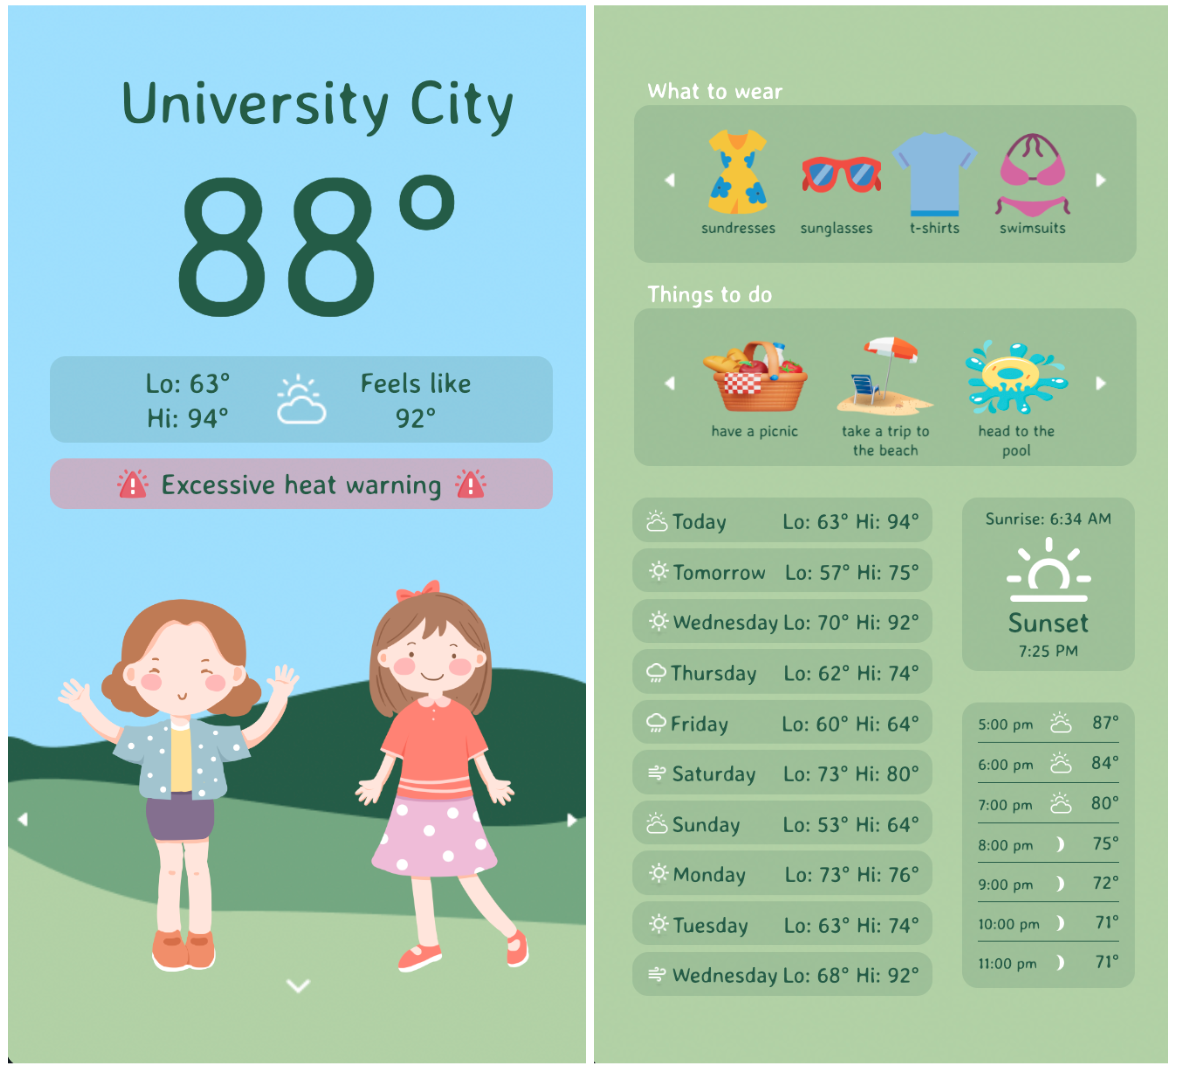 University City
88°
Lo: 63°
Hi: 94°
Feels like
92°
Excessive heat warning
What to wear
sundresses
sunglasses
t-shirts
swimsuits
Things to do
have a picnic
take a trip to
the beach
head to the
pool
Today Lo: 63° Hi: 94°
Tomorrow Lo: 57° Hi: 75°
Wednesday Lo: 70° Hi: 92°
Thursday Lo: 62° Hi: 74°
Friday Lo: 60° Hi: 64°
Saturday Lo: 73° Hi: 80°
Sunday Lo: 53° Hi: 64°
Monday Lo: 73° Hi: 76°
Tuesday Lo: 63° Hi: 74°
Wednesday Lo: 68° Hi: 92°
Sunrise: 6:34 AM
Sunset
7:25 PM
5:00 pm 87°
6:00 pm 84°
7:00 pm 80°
8:00 pm 75°
9:00 pm 72°
10:00 pm 71°
11:00 pm 71°